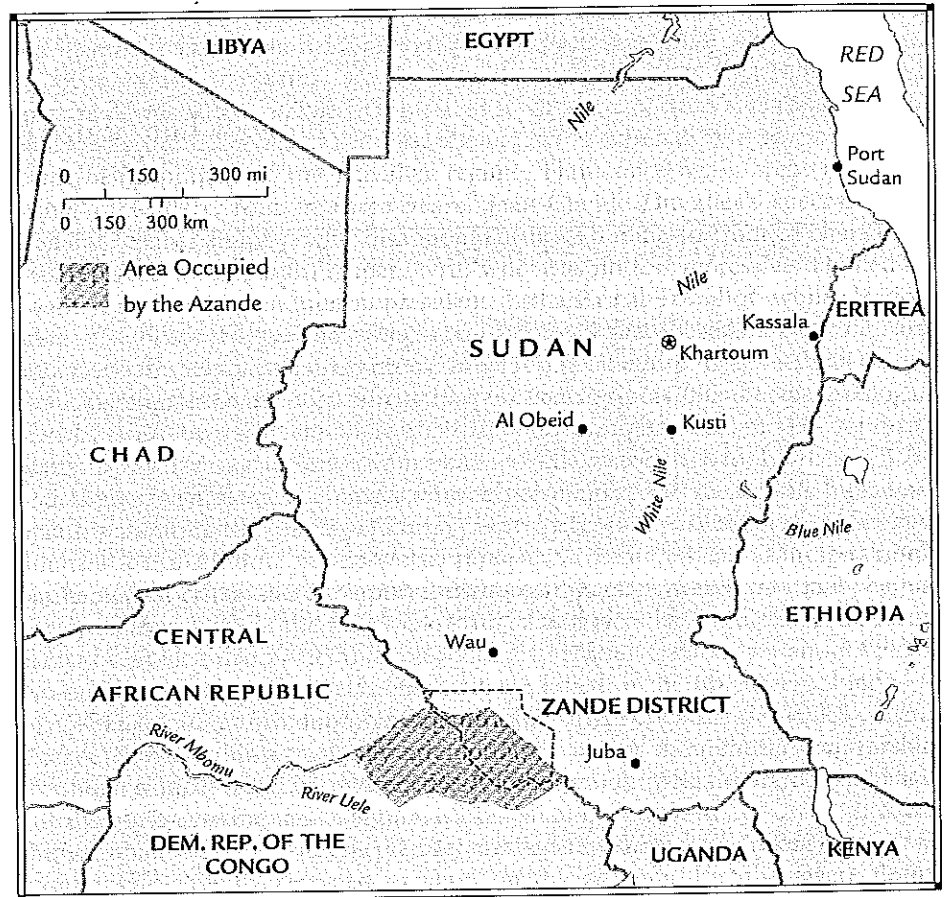 LIBYA
EGYPT
RED
SEA
Nile
Port
Sudan
0 150 300 mi
0 150 300 km
Area Occupied
by the Azande
Nile
Kassala
ERITREA
SUDAN
Khartoum
Al Obeid
Kusti
CHAD
White Nile
Blue Nile
ETHIOPIA
CENTRAL
AFRICAN REPUBLIC
Wau
ZANDE DISTRICT
Juba
River Mbomu
River Uele
DEM. REP. OF THE
CONGO
UGANDA
KENYA